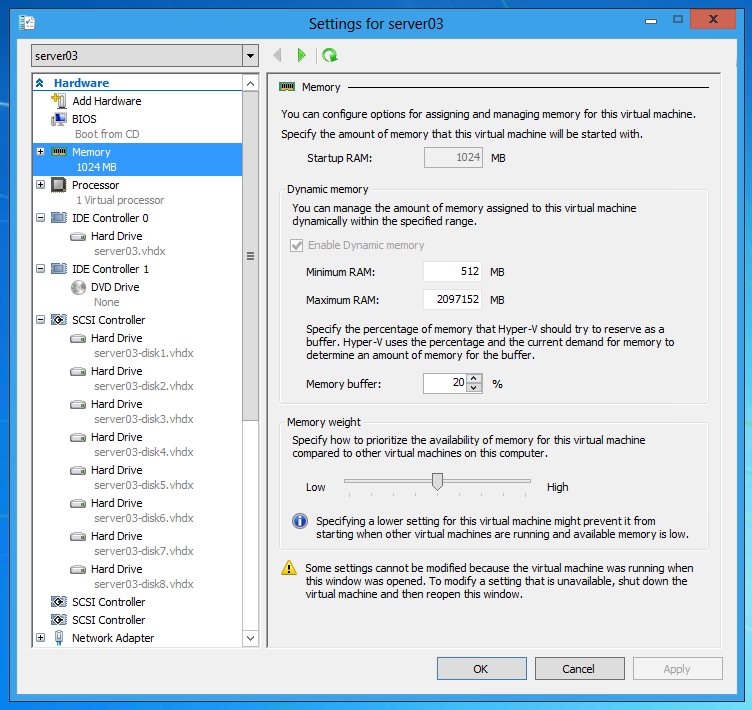 Settings for server03
server03
Hardware
Add Hardware
BIOS
Boot from CD
Memory
1024 MB
Processor
1 Virtual processor
IDE Controller 0
Hard Drive
server03.vhdx
IDE Controller 1
DVD Drive
None
SCSI Controller
Hard Drive
server03-disk1.vhdx
Hard Drive
server03-disk2.vhdx
Hard Drive
server03-disk3.vhdx
Hard Drive
server03-disk4.vhdx
Hard Drive
server03-disk5.vhdx
Hard Drive
server03-disk6.vhdx
Hard Drive
server03-disk7.vhdx
Hard Drive
server03-disk8.vhdx
SCSI Controller
SCSI Controller
Network Adapter
Memory
You can configure options for assigning and managing memory for this virtual machine.
Specify the amount of memory that this virtual machine will be started with.
Startup RAM: 1024 MB
Dynamic memory
You can manage the amount of memory assigned to this virtual machine
dynamically within the specified range.
Enable Dynamic memory
Minimum RAM: 512 MB
Maximum RAM: 2097152 MB
Specify the percentage of memory that Hyper-V should try to reserve as a
buffer. Hyper-V uses the percentage and the current demand for memory to
determine an amount of memory for the buffer.
Memory buffer: 20 %
Memory weight
Specify how to prioritize the availability of memory for this virtual machine
compared to other virtual machines on this computer.
Low High
Specifying a lower setting for this virtual machine might prevent it from
starting when other virtual machines are running and available memory is low.
Some settings cannot be modified because the virtual machine was running when
this window was opened. To modify a setting that is unavailable, shut down the
virtual machine and then reopen this window.
OK Cancel Apply